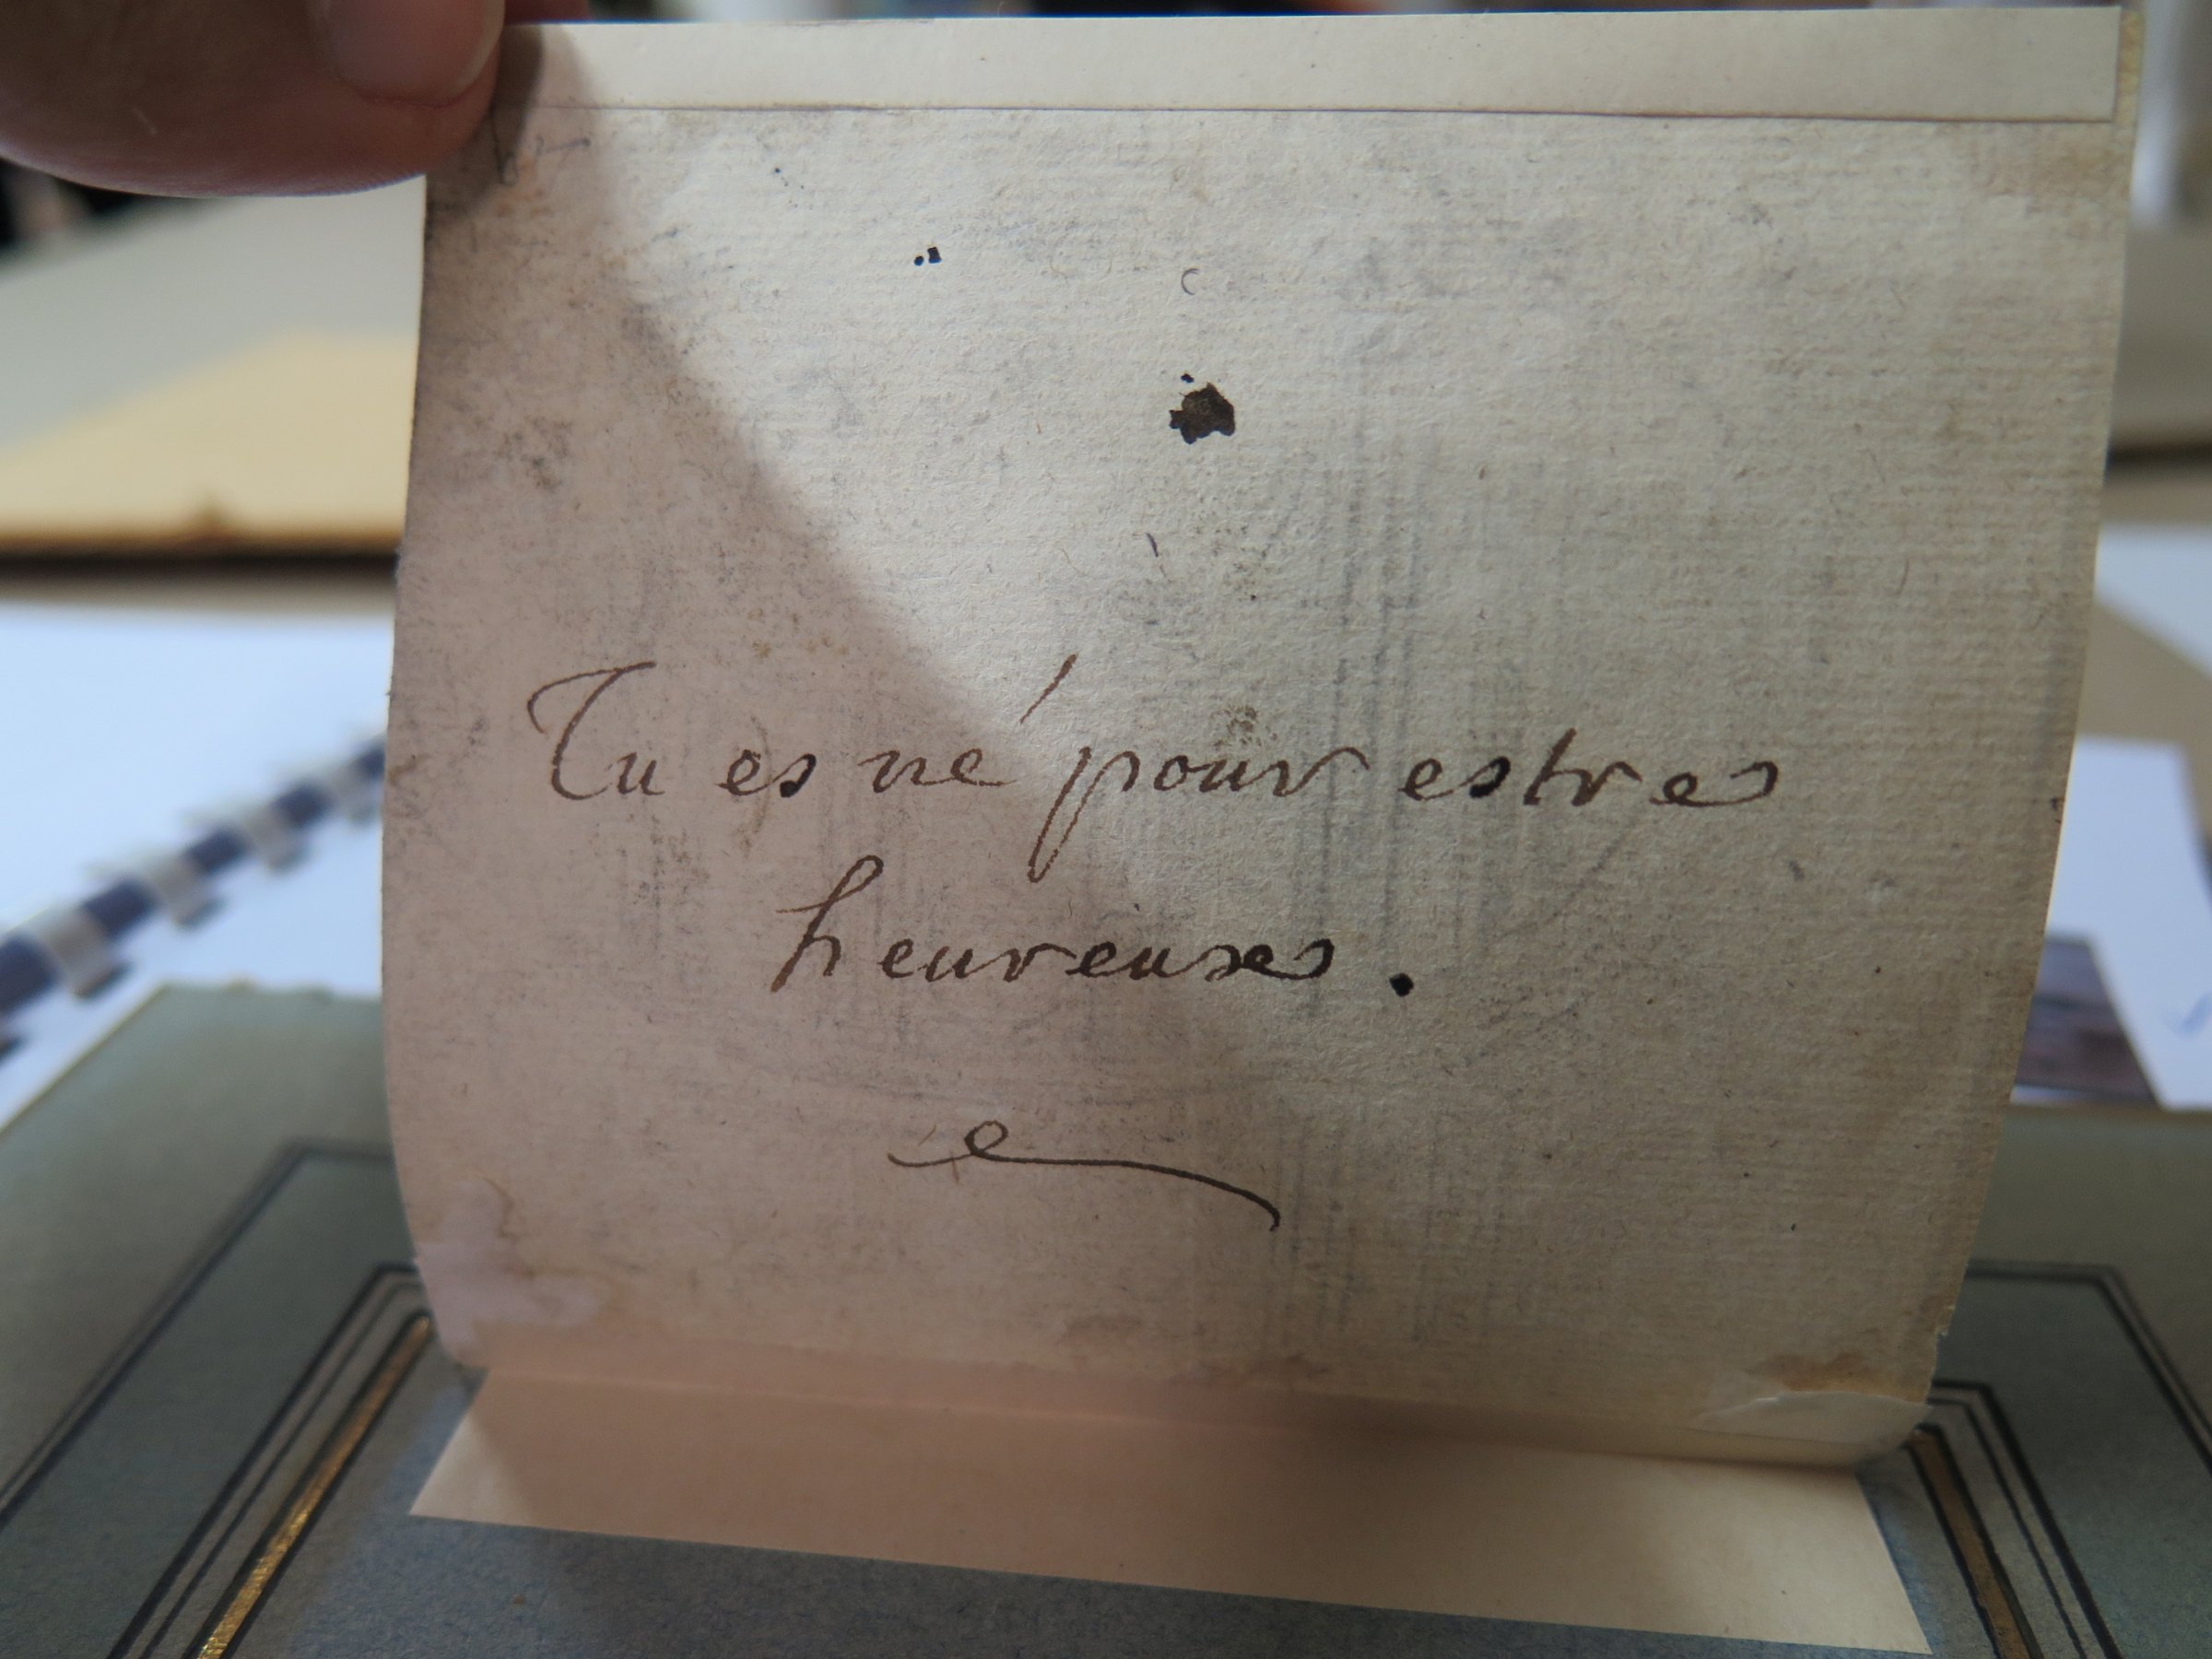 Tu es né pour estre
heureuse.